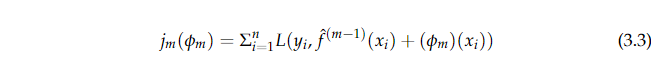 j_m(ϕ_m) = Σ_{i=1}^{n} L(y_i, f̂^{(m−1)}(x_i) + (ϕ_m)(x_i)) (3.3)